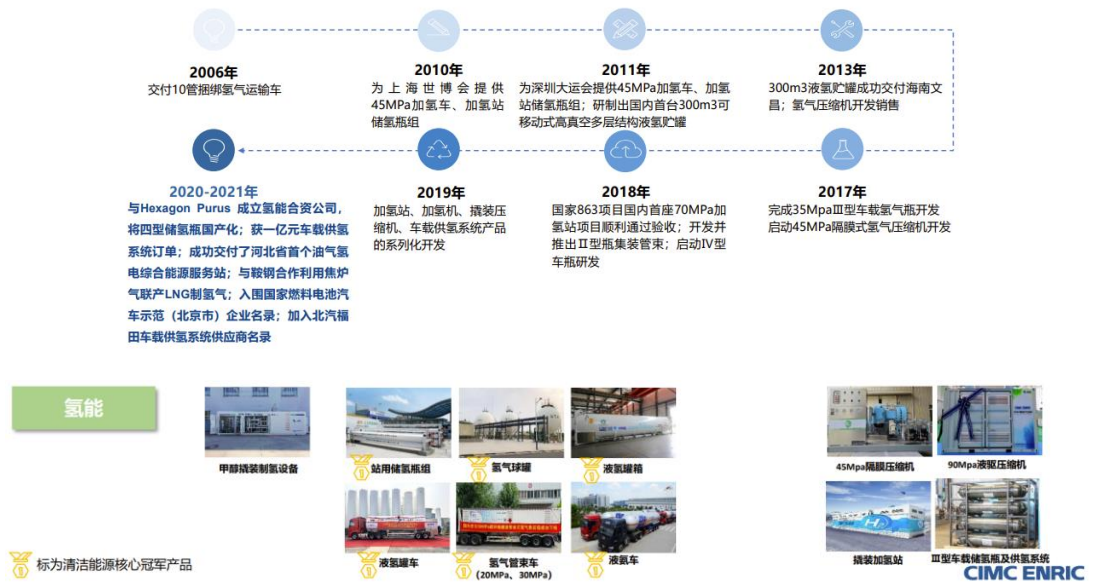 2006年
交付10管捆绑氢气运输车
2010年
为上海世博会提供
45MPa加氢车、加氢站
储氢瓶组
2011年
为深圳大运会提供45MPa加氢车、加氢
站储氢瓶组；研制出国内首台300m3可
移动式高真空多层结构液氢贮罐
2013年
300m3液氢贮罐成功交付海南文
昌；氢气压缩机开发销售
2017年
完成35MpaⅢ型车载氢气瓶开发
启动45MPa隔膜式氢气压缩机开发
2018年
国家863项目国内首座70MPa加
氢站项目顺利通过验收；开发并
推出Ⅱ型瓶集装管束；启动Ⅳ型
车瓶研发
2019年
加氢站、加氢机、撬装压
缩机、车载供氢系统产品
的系列化开发
2020-2021年
与Hexagon Purus 成立氢能合资公司，
将四型储氢瓶国产化；获一亿元车载供氢
系统订单；成功交付了河北省首个油气氢
电综合能源服务站；与鞍钢合作利用焦炉
气联产LNG制氢气；入围国家燃料电池汽
车示范（北京市）企业名录；加入北汽福
田车载供氢系统供应商名录
氢能
甲醇撬装制氢设备
站用储氢瓶组
氢气球罐
液氢罐箱
45Mpa隔膜压缩机
90Mpa液驱压缩机
液氢罐车
氢气管束车
（20MPa、30MPa）
液氨车
撬装加氢站
Ⅲ型车载储氢瓶及供氢系统
标为清洁能源核心冠军产品
CIMC ENRIC